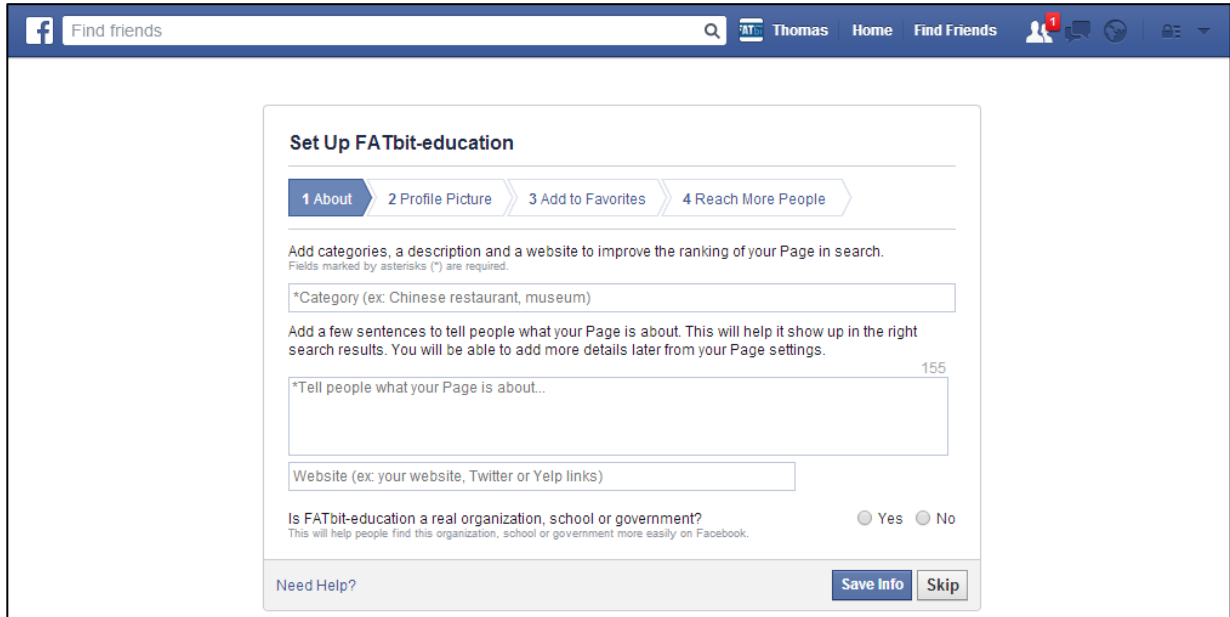 f Find friends FATbi Thomas Home Find Friends 1
Set Up FATbit-education
1 About 2 Profile Picture 3 Add to Favorites 4 Reach More People
Add categories, a description and a website to improve the ranking of your Page in search.
Fields marked by asterisks (*) are required.
*Category (ex: Chinese restaurant, museum)
Add a few sentences to tell people what your Page is about. This will help it show up in the right
search results. You will be able to add more details later from your Page settings.
155
*Tell people what your Page is about...
Website (ex: your website, Twitter or Yelp links)
Is FATbit-education a real organization, school or government? Yes No
This will help people find this organization, school or government more easily on Facebook.
Need Help? Save Info Skip